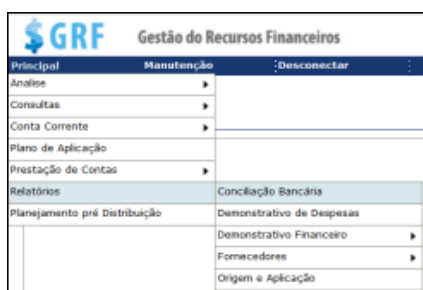 $GRF Gestão do Recursos Financeiros
Principal Manutenção Desconectar
Analise
Consultas
Conta Corrente
Plano de Aplicação
Prestação de Contas
Relatórios Conciliação Bancária
Planejamento pré Distribuição Demonstrativo de Despesas
Demonstrativo Financeiro
Fornecedores
Origem e Aplicação